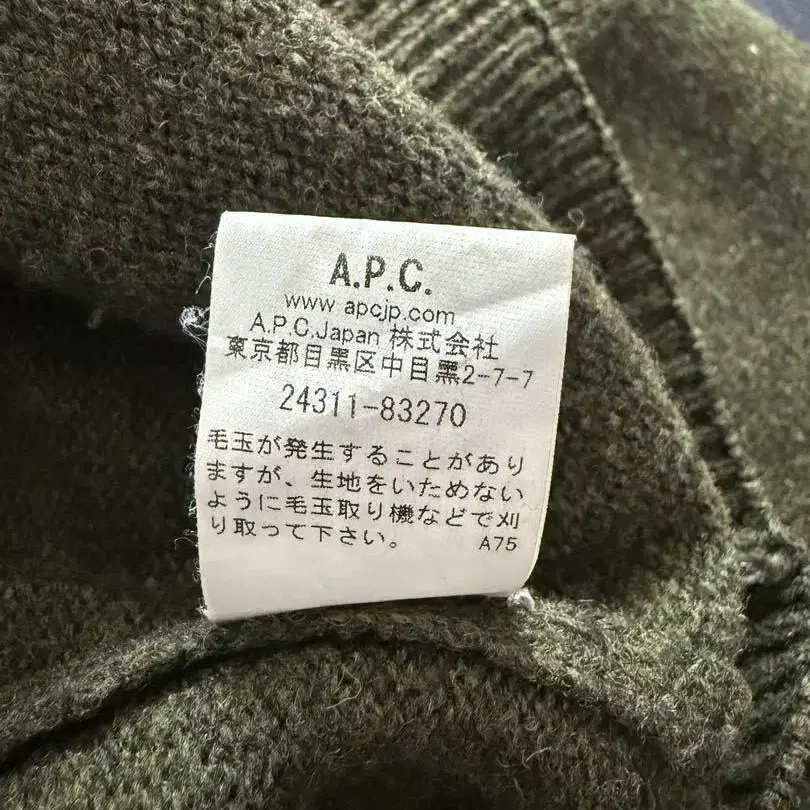 A.P.C.
www apcjp.com
A.P.C.Japan 株式会社
東京都目黒区中目黒2-7-7
24311-83270
毛玉が発生することがあり
ますが、生地をいためない
ように毛玉取り機などで刈
り取って下さい。 A75